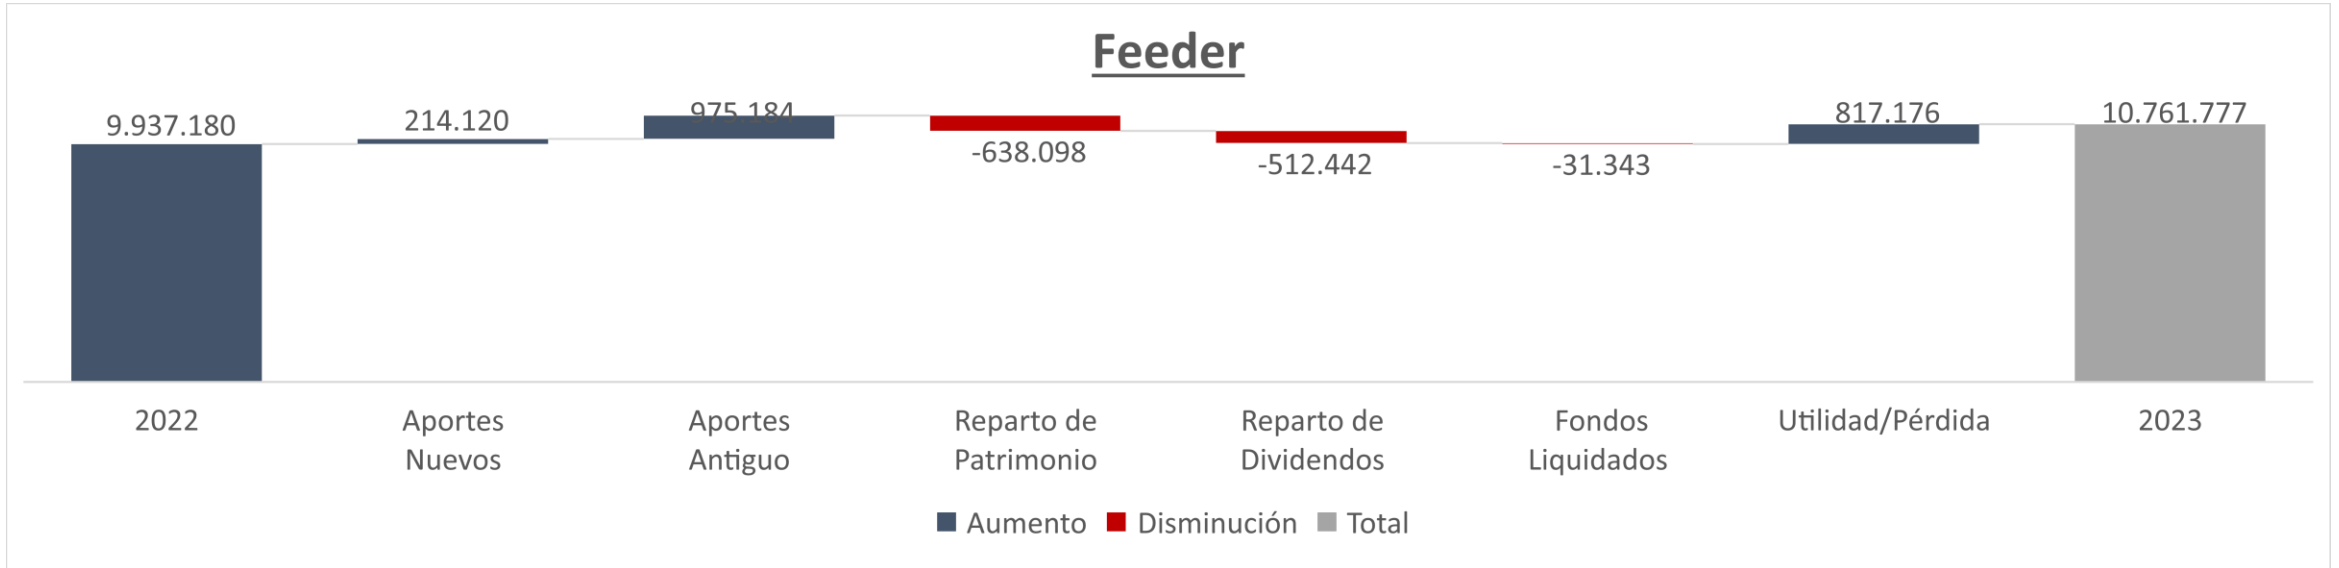 Feeder
9.937.180
214.120
975.184
-638.098
-512.442
-31.343
817.176
10.761.777
2022
Aportes
Nuevos
Aportes
Antiguo
Reparto de
Patrimonio
Reparto de
Dividendos
Fondos
Liquidados
Utilidad/Pérdida
2023
Aumento
Disminución
Total